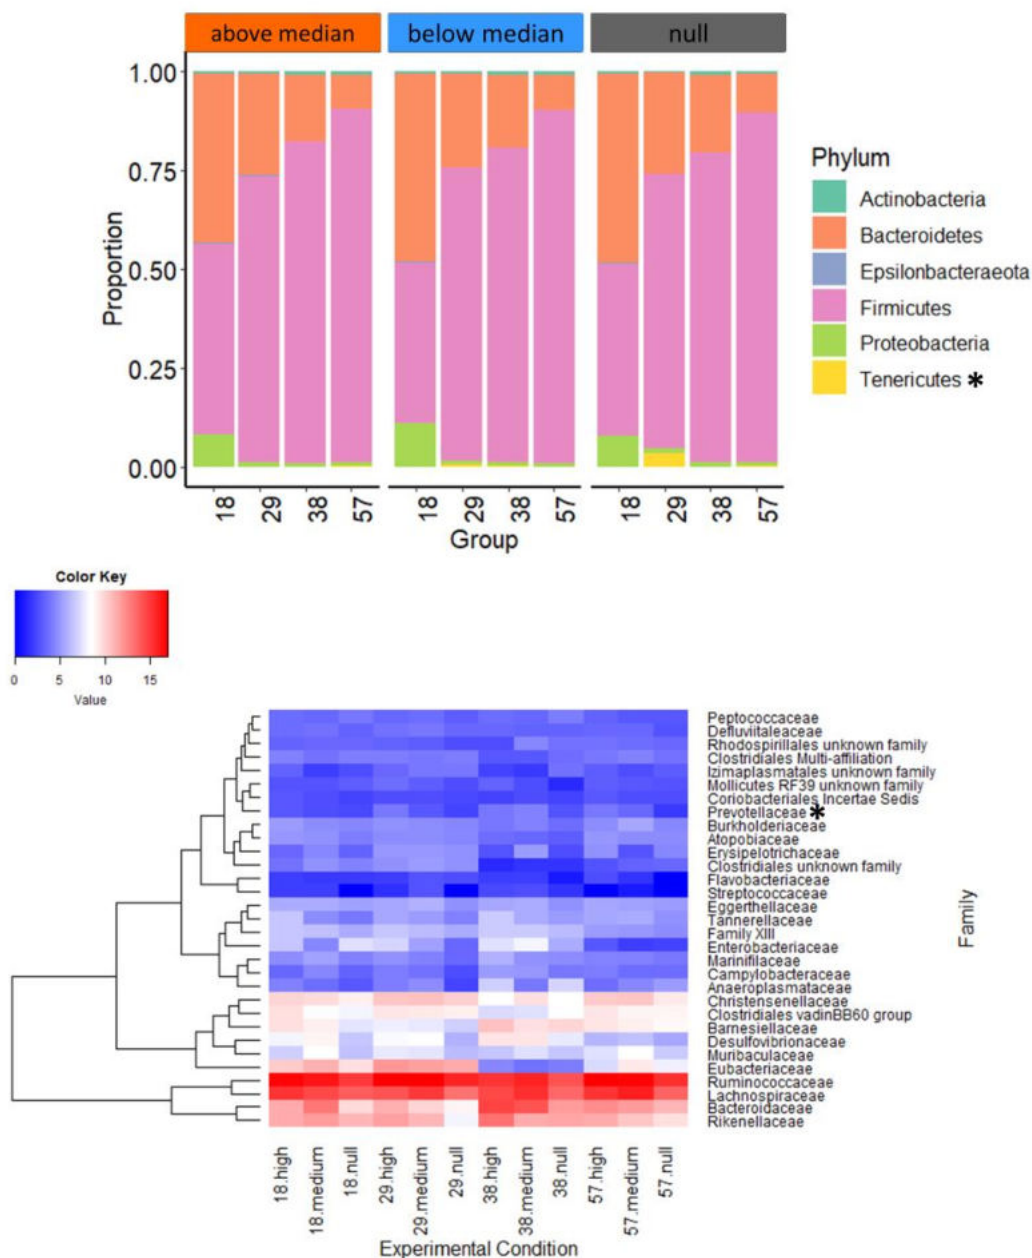 above median below median null
1.00
0.75
0.50
0.25
0.00
Proportion
18 29 38 57 18 29 38 57 18 29 38 57
Group
Phylum
Actinobacteria
Bacteroidetes
Epsilonbacteraeota
Firmicutes
Proteobacteria
Tenericutes *
Color Key
0 5 10 15
Value
Peptococcaceae
Defluviitaleaceae
Rhodospirillales unknown family
Clostridiales Multi-affiliation
Izimaplasmatales unknown family
Mollicutes RF39 unknown family
Coriobacteriales Incertae Sedis
Prevotellaceae *
Burkholderiaceae
Atopobiaceae
Erysipelotrichaceae
Clostridiales unknown family
Flavobacteriaceae
Streptococcaceae
Eggerthellaceae
Tannerellaceae
Family XIII
Enterobacteriaceae
Marinifilaceae
Campylobacteraceae
Anaeroplasmataceae
Christensenellaceae
Clostridiales vadinBB60 group
Barnesiellaceae
Desulfovibrionaceae
Muribaculaceae
Eubacteriaceae
Ruminococcaceae
Lachnospiraceae
Bacteroidaceae
Rikenellaceae
Family
18.high 18.medium 18.null 29.high 29.medium 29.null 38.high 38.medium 38.null 57.high 57.medium 57.null
Experimental Condition